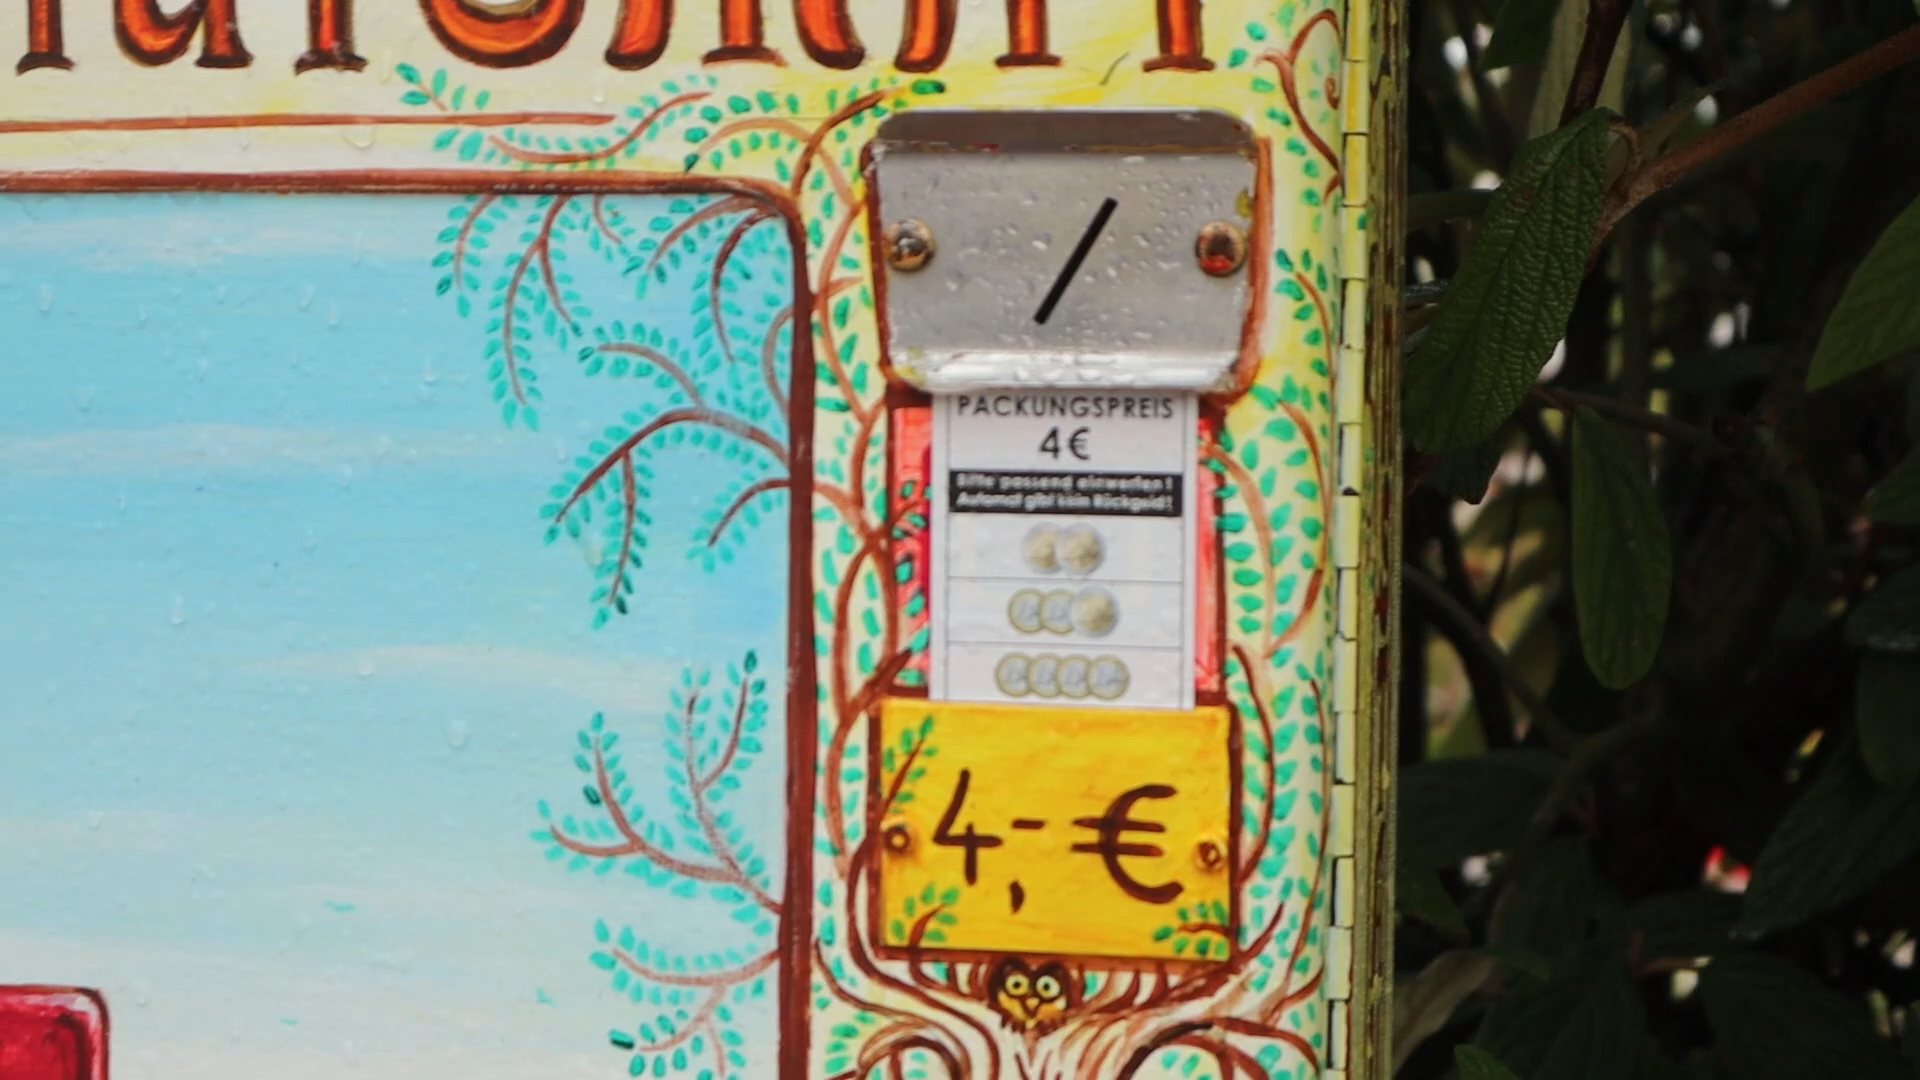 PACKUNGSPREIS
4€
Bitte passend einwerfen!
Automat gibt kein Rückgeld!
4,-€